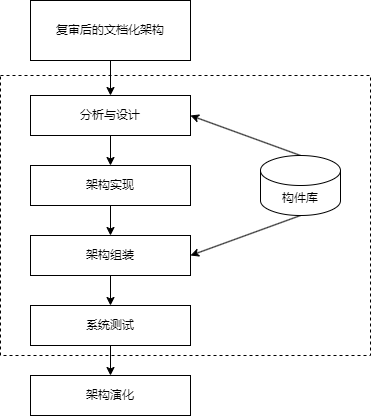 复审后的文档化架构
分析与设计
架构实现
构件库
架构组装
系统测试
架构演化